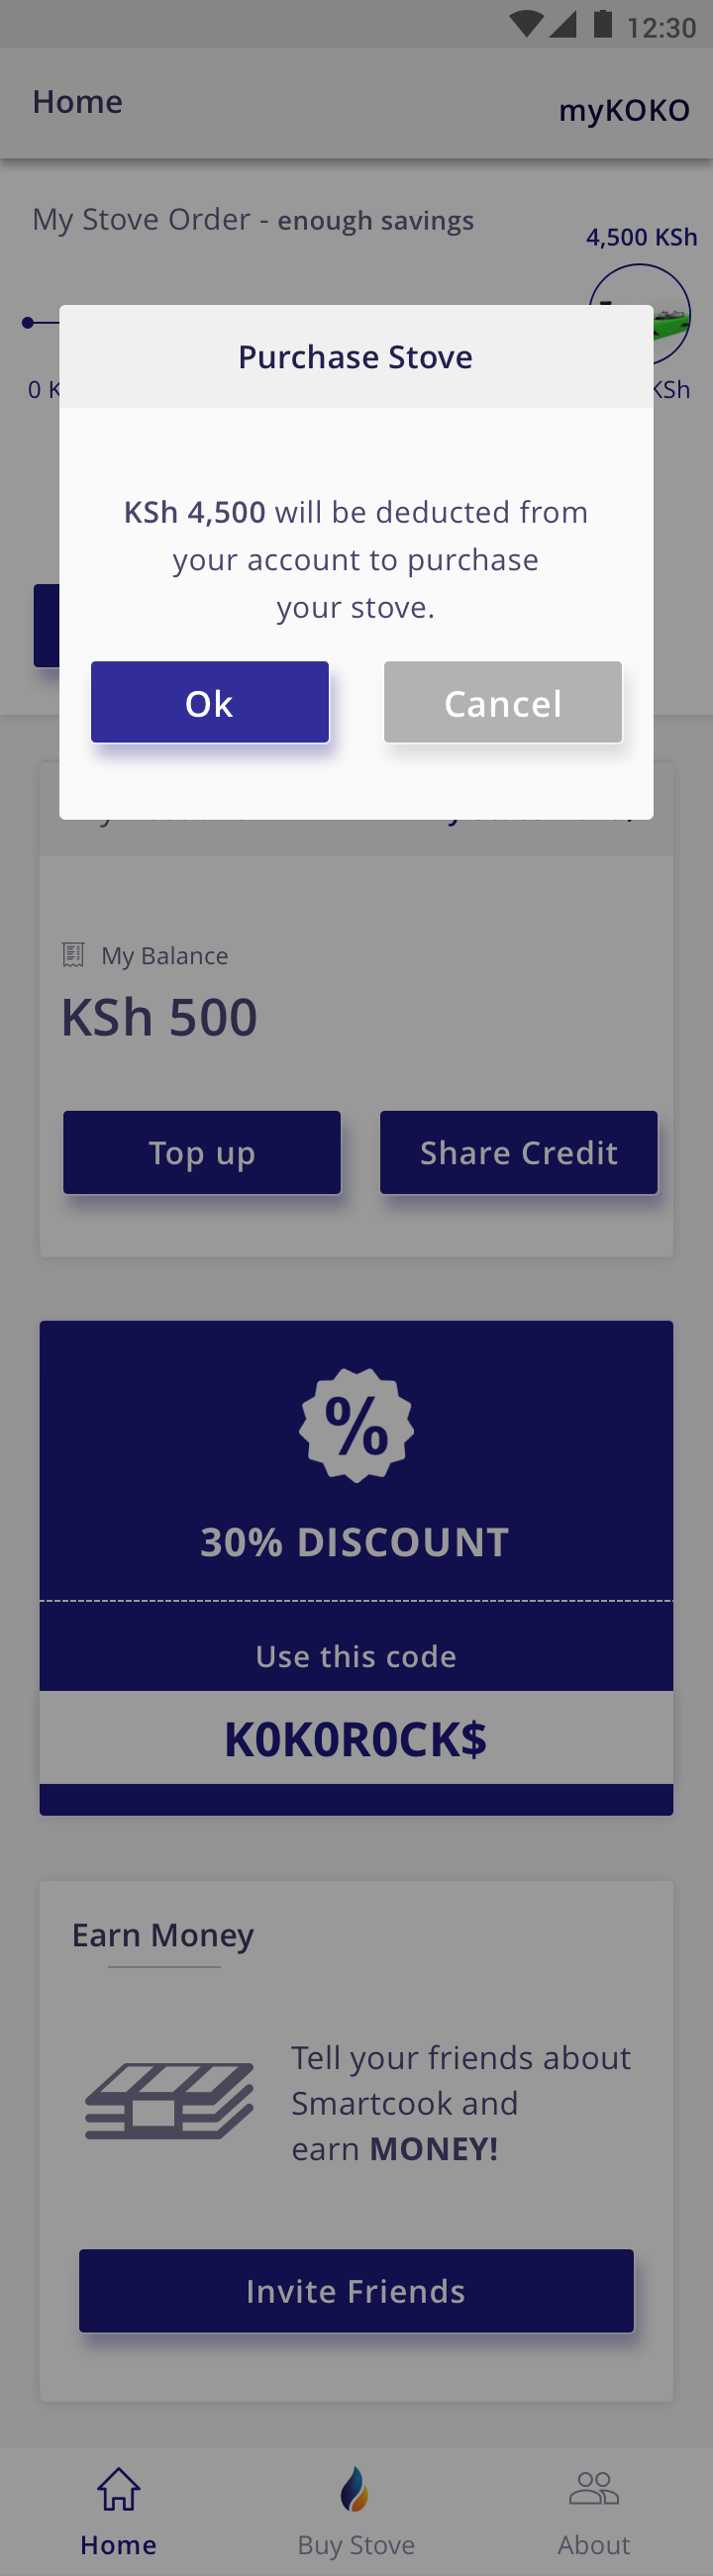 12:30
Home
myKOKO
My Stove Order - enough savings
4,500 KSh
0 K
KSh
Purchase Stove
KSh 4,500 will be deducted from
your account to purchase
your stove.
Ok
Cancel
My Balance
KSh 500
Top up
Share Credit
%
30% DISCOUNT
Use this code
K0K0R0CK$
Earn Money
Tell your friends about
Smartcook and
earn MONEY!
Invite Friends
Home
Buy Stove
About